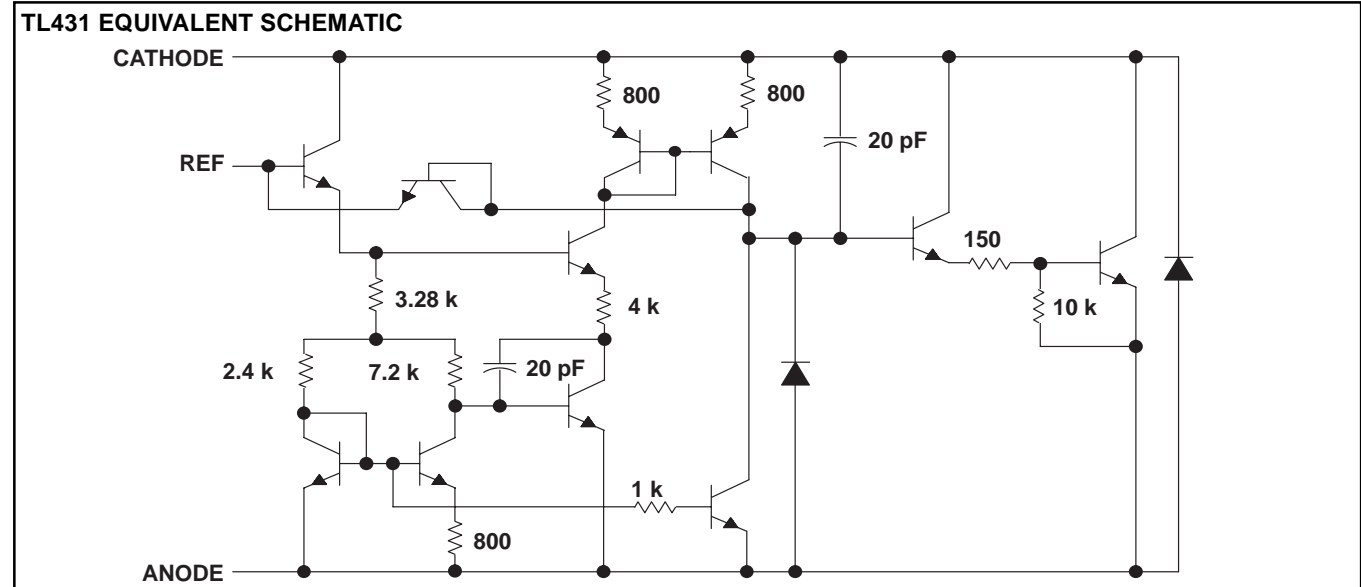 TL431 EQUIVALENT SCHEMATIC
CATHODE
800
800
20 pF
REF
150
3.28 k
4 k
10 k
2.4 k
7.2 k
20 pF
1 k
800
ANODE